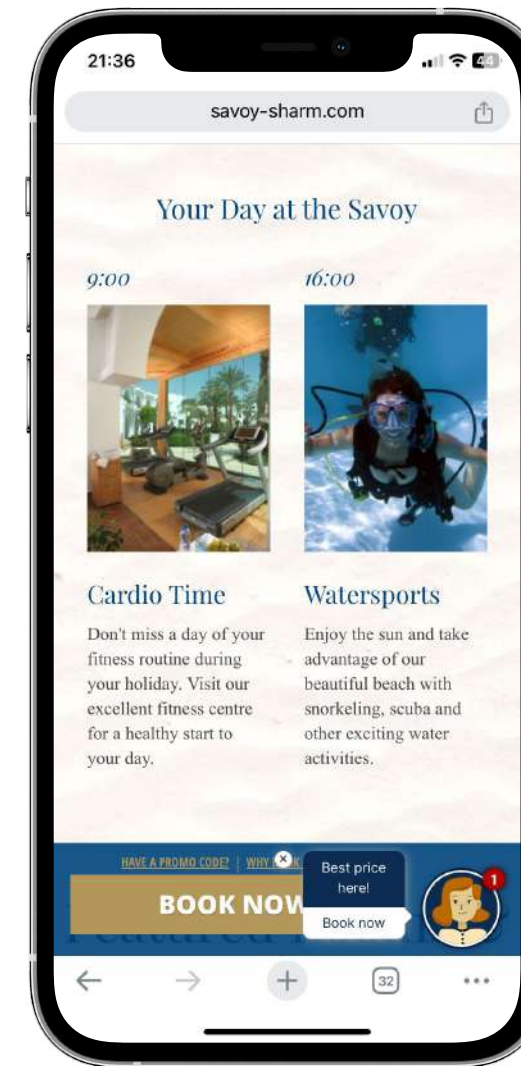 21:36
44
savoy-sharm.com
Your Day at the Savoy
9:00
Cardio Time
Don't miss a day of your
fitness routine during
your holiday. Visit our
excellent fitness centre
for a healthy start to
your day.
16:00
Watersports
Enjoy the sun and take
advantage of our
beautiful beach with
snorkeling, scuba and
other exciting water
activities.
HAVE A PROMO CODE? | WHY
BOOK NOW
Best price
here!
Book now
1
Featured
32